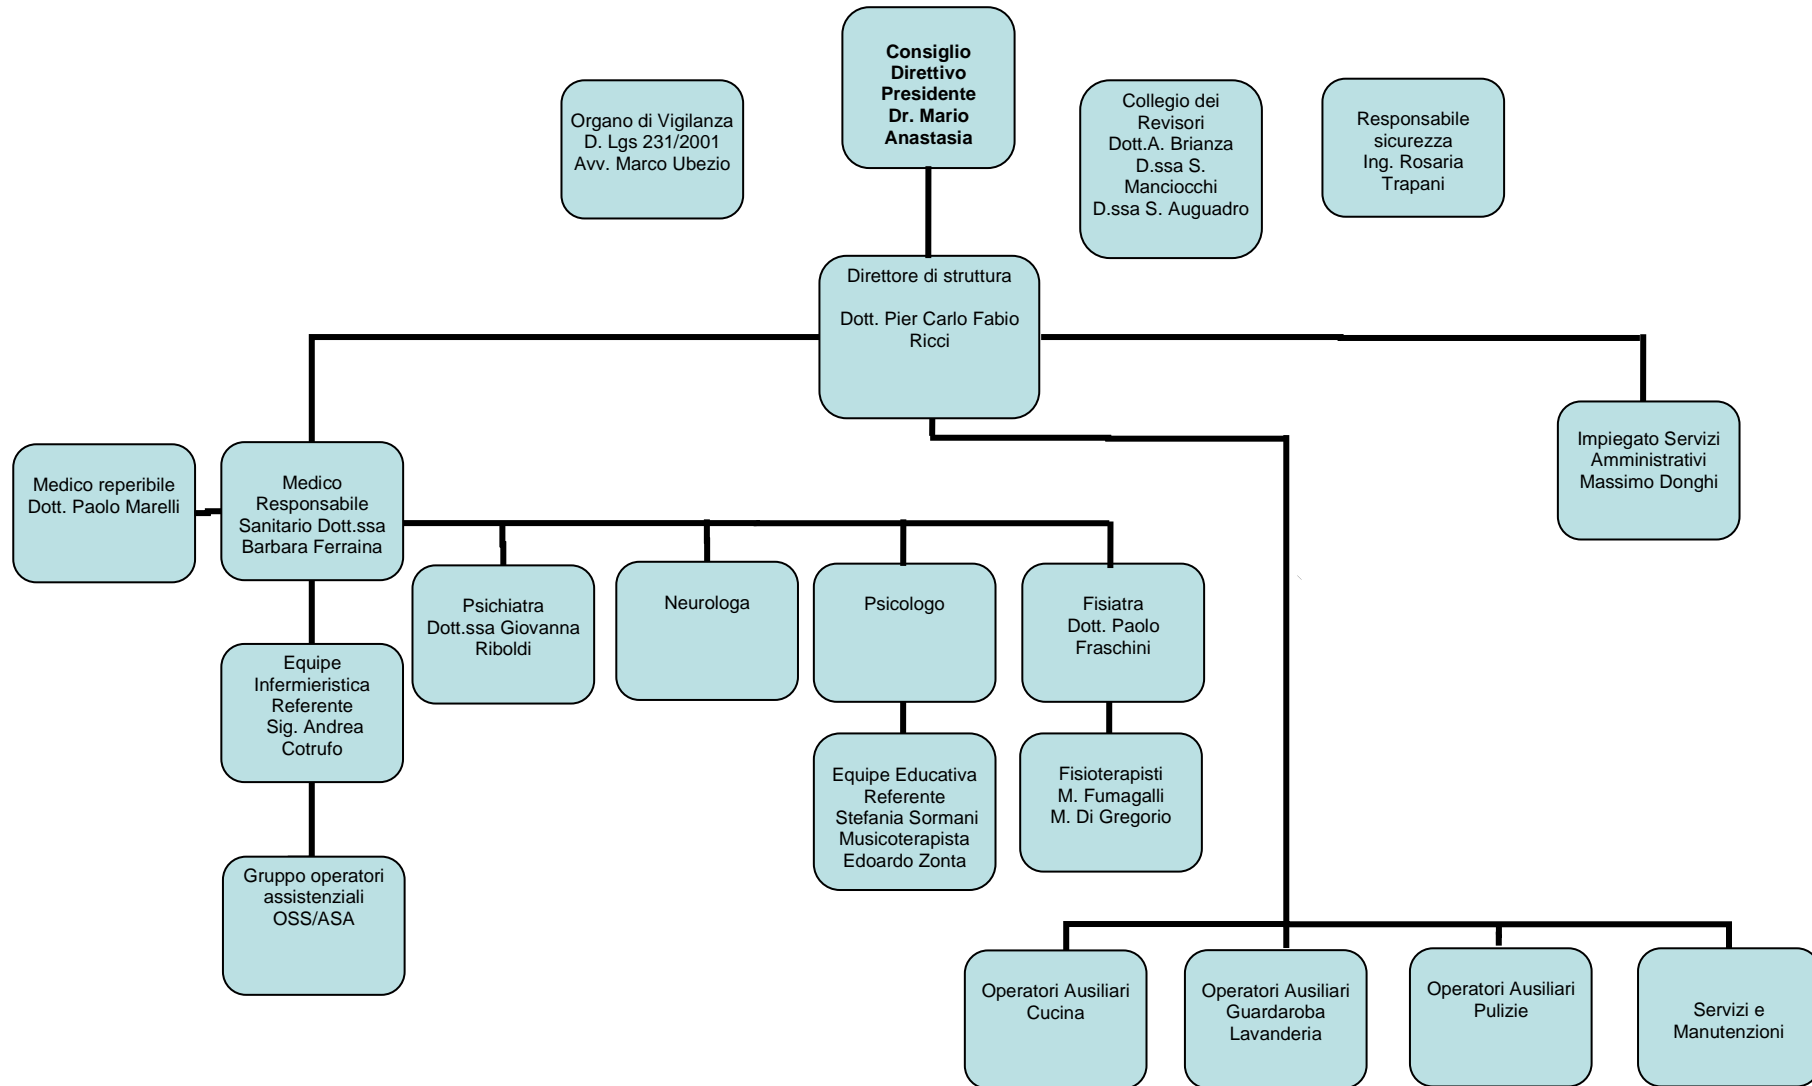 Consiglio
Direttivo
Presidente
Dr. Mario
Anastasia
Organo di Vigilanza
D. Lgs 231/2001
Avv. Marco Ubezio
Collegio dei
Revisori
Dott.A. Brianza
D.ssa S.
Manciocchi
D.ssa S. Auguadro
Responsabile
sicurezza
Ing. Rosaria
Trapani
Direttore di struttura
Dott. Pier Carlo Fabio
Ricci
Medico reperibile
Dott. Paolo Marelli
Medico
Responsabile
Sanitario Dott.ssa
Barbara Ferraina
Impiegato Servizi
Amministrativi
Massimo Donghi
Psichiatra
Dott.ssa Giovanna
Riboldi
Neurologa
Psicologo
Fisiatra
Dott. Paolo
Fraschini
Equipe
Infermieristica
Referente
Sig. Andrea
Cotrufo
Equipe Educativa
Referente
Stefania Sormani
Musicoterapista
Edoardo Zonta
Fisioterapisti
M. Fumagalli
M. Di Gregorio
Gruppo operatori
assistenziali
OSS/ASA
Operatori Ausiliari
Cucina
Operatori Ausiliari
Guardaroba
Lavanderia
Operatori Ausiliari
Pulizie
Servizi e
Manutenzioni